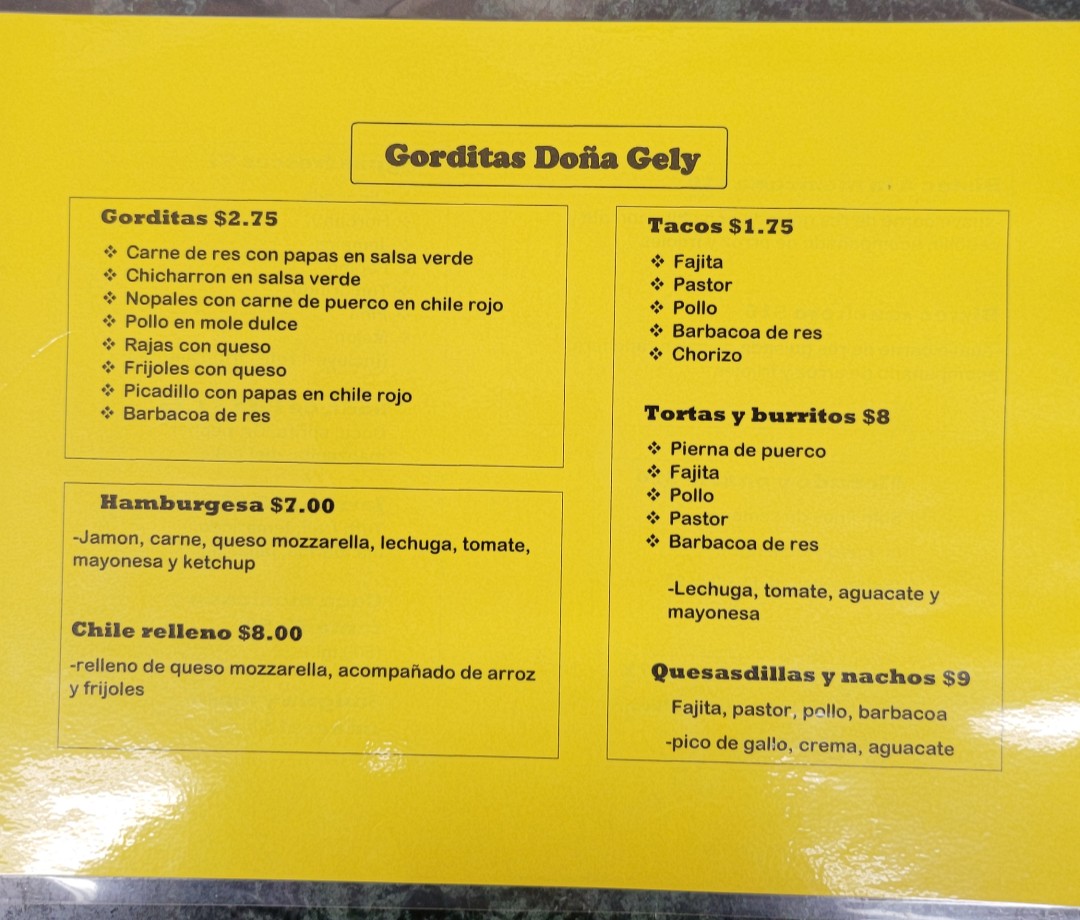 Gorditas Doña Gely
Gorditas $2.75
❖ Carne de res con papas en salsa verde
❖ Chicharron en salsa verde
❖ Nopales con carne de puerco en chile rojo
❖ Pollo en mole dulce
❖ Rajas con queso
❖ Frijoles con queso
❖ Picadillo con papas en chile rojo
❖ Barbacoa de res
Hamburgesa $7.00
-Jamon, carne, queso mozzarella, lechuga, tomate,
mayonesa y ketchup
Chile relleno $8.00
-relleno de queso mozzarella, acompañado de arroz
y frijoles
Tacos $1.75
❖ Fajita
❖ Pastor
❖ Pollo
❖ Barbacoa de res
❖ Chorizo
Tortas y burritos $8
❖ Pierna de puerco
❖ Fajita
❖ Pollo
❖ Pastor
❖ Barbacoa de res
-Lechuga, tomate, aguacate y
mayonesa
Quesasdillas y nachos $9
Fajita, pastor, pollo, barbacoa
-pico de gallo, crema, aguacate